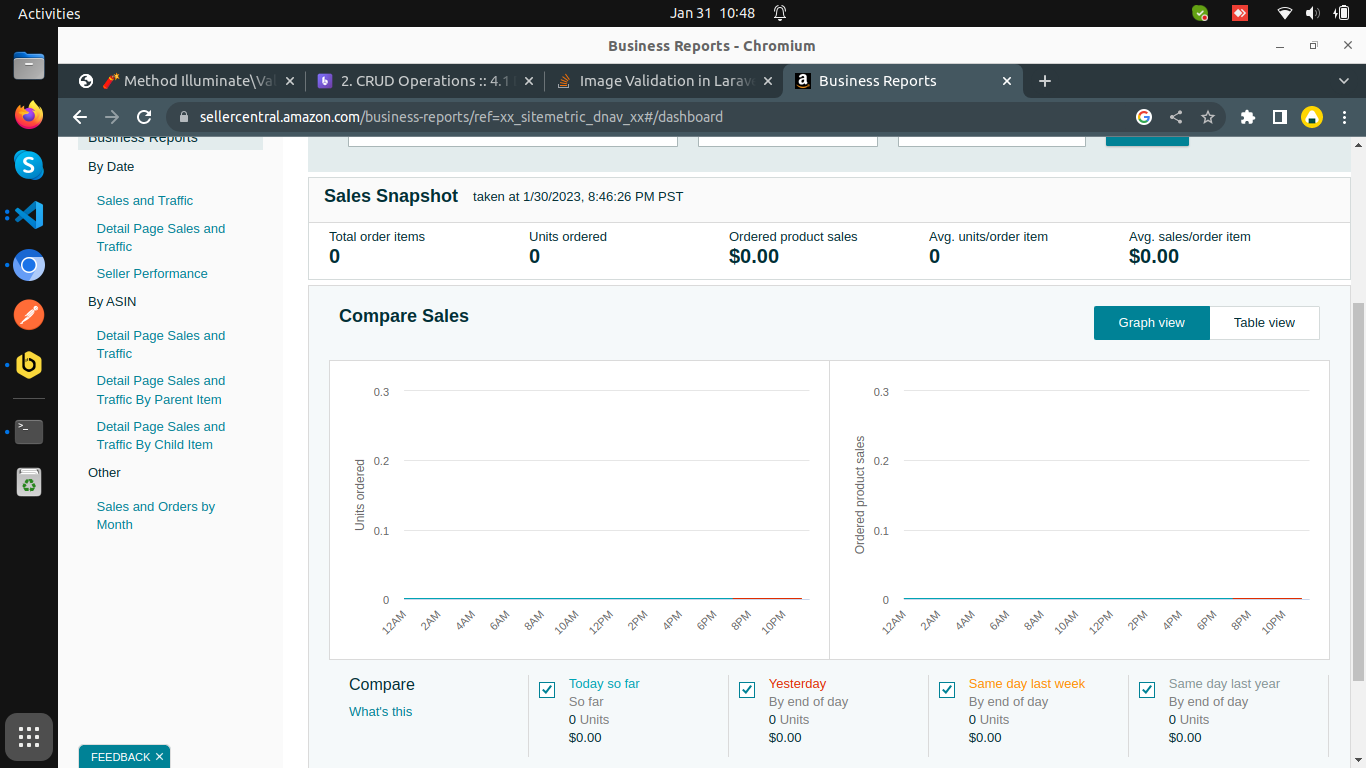 Activities
Jan 31 10:48
Business Reports - Chromium
Method Illuminate\Val
2. CRUD Operations :: 4.1
Image Validation in Larave
Business Reports
sellercentral.amazon.com/business-reports/ref=xx_sitemetric_dnav_xx#/dashboard
Business Reports
By Date
Sales and Traffic
Detail Page Sales and
Traffic
Seller Performance
By ASIN
Detail Page Sales and
Traffic
Detail Page Sales and
Traffic By Parent Item
Detail Page Sales and
Traffic By Child Item
Other
Sales and Orders by
Month
FEEDBACK
Sales Snapshot taken at 1/30/2023, 8:46:26 PM PST
Total order items
0
Units ordered
0
Ordered product sales
$0.00
Avg. units/order item
0
Avg. sales/order item
$0.00
Compare Sales
Graph view
Table view
Units ordered
0.3
0.2
0.1
0
12AM 2AM 4AM 6AM 8AM 10AM 12PM 2PM 4PM 6PM 8PM 10PM
Ordered product sales
0.3
0.2
0.1
0
12AM 2AM 4AM 6AM 8AM 10AM 12PM 2PM 4PM 6PM 8PM 10PM
Compare
What's this
Today so far
So far
0 Units
$0.00
Yesterday
By end of day
0 Units
$0.00
Same day last week
By end of day
0 Units
$0.00
Same day last year
By end of day
0 Units
$0.00